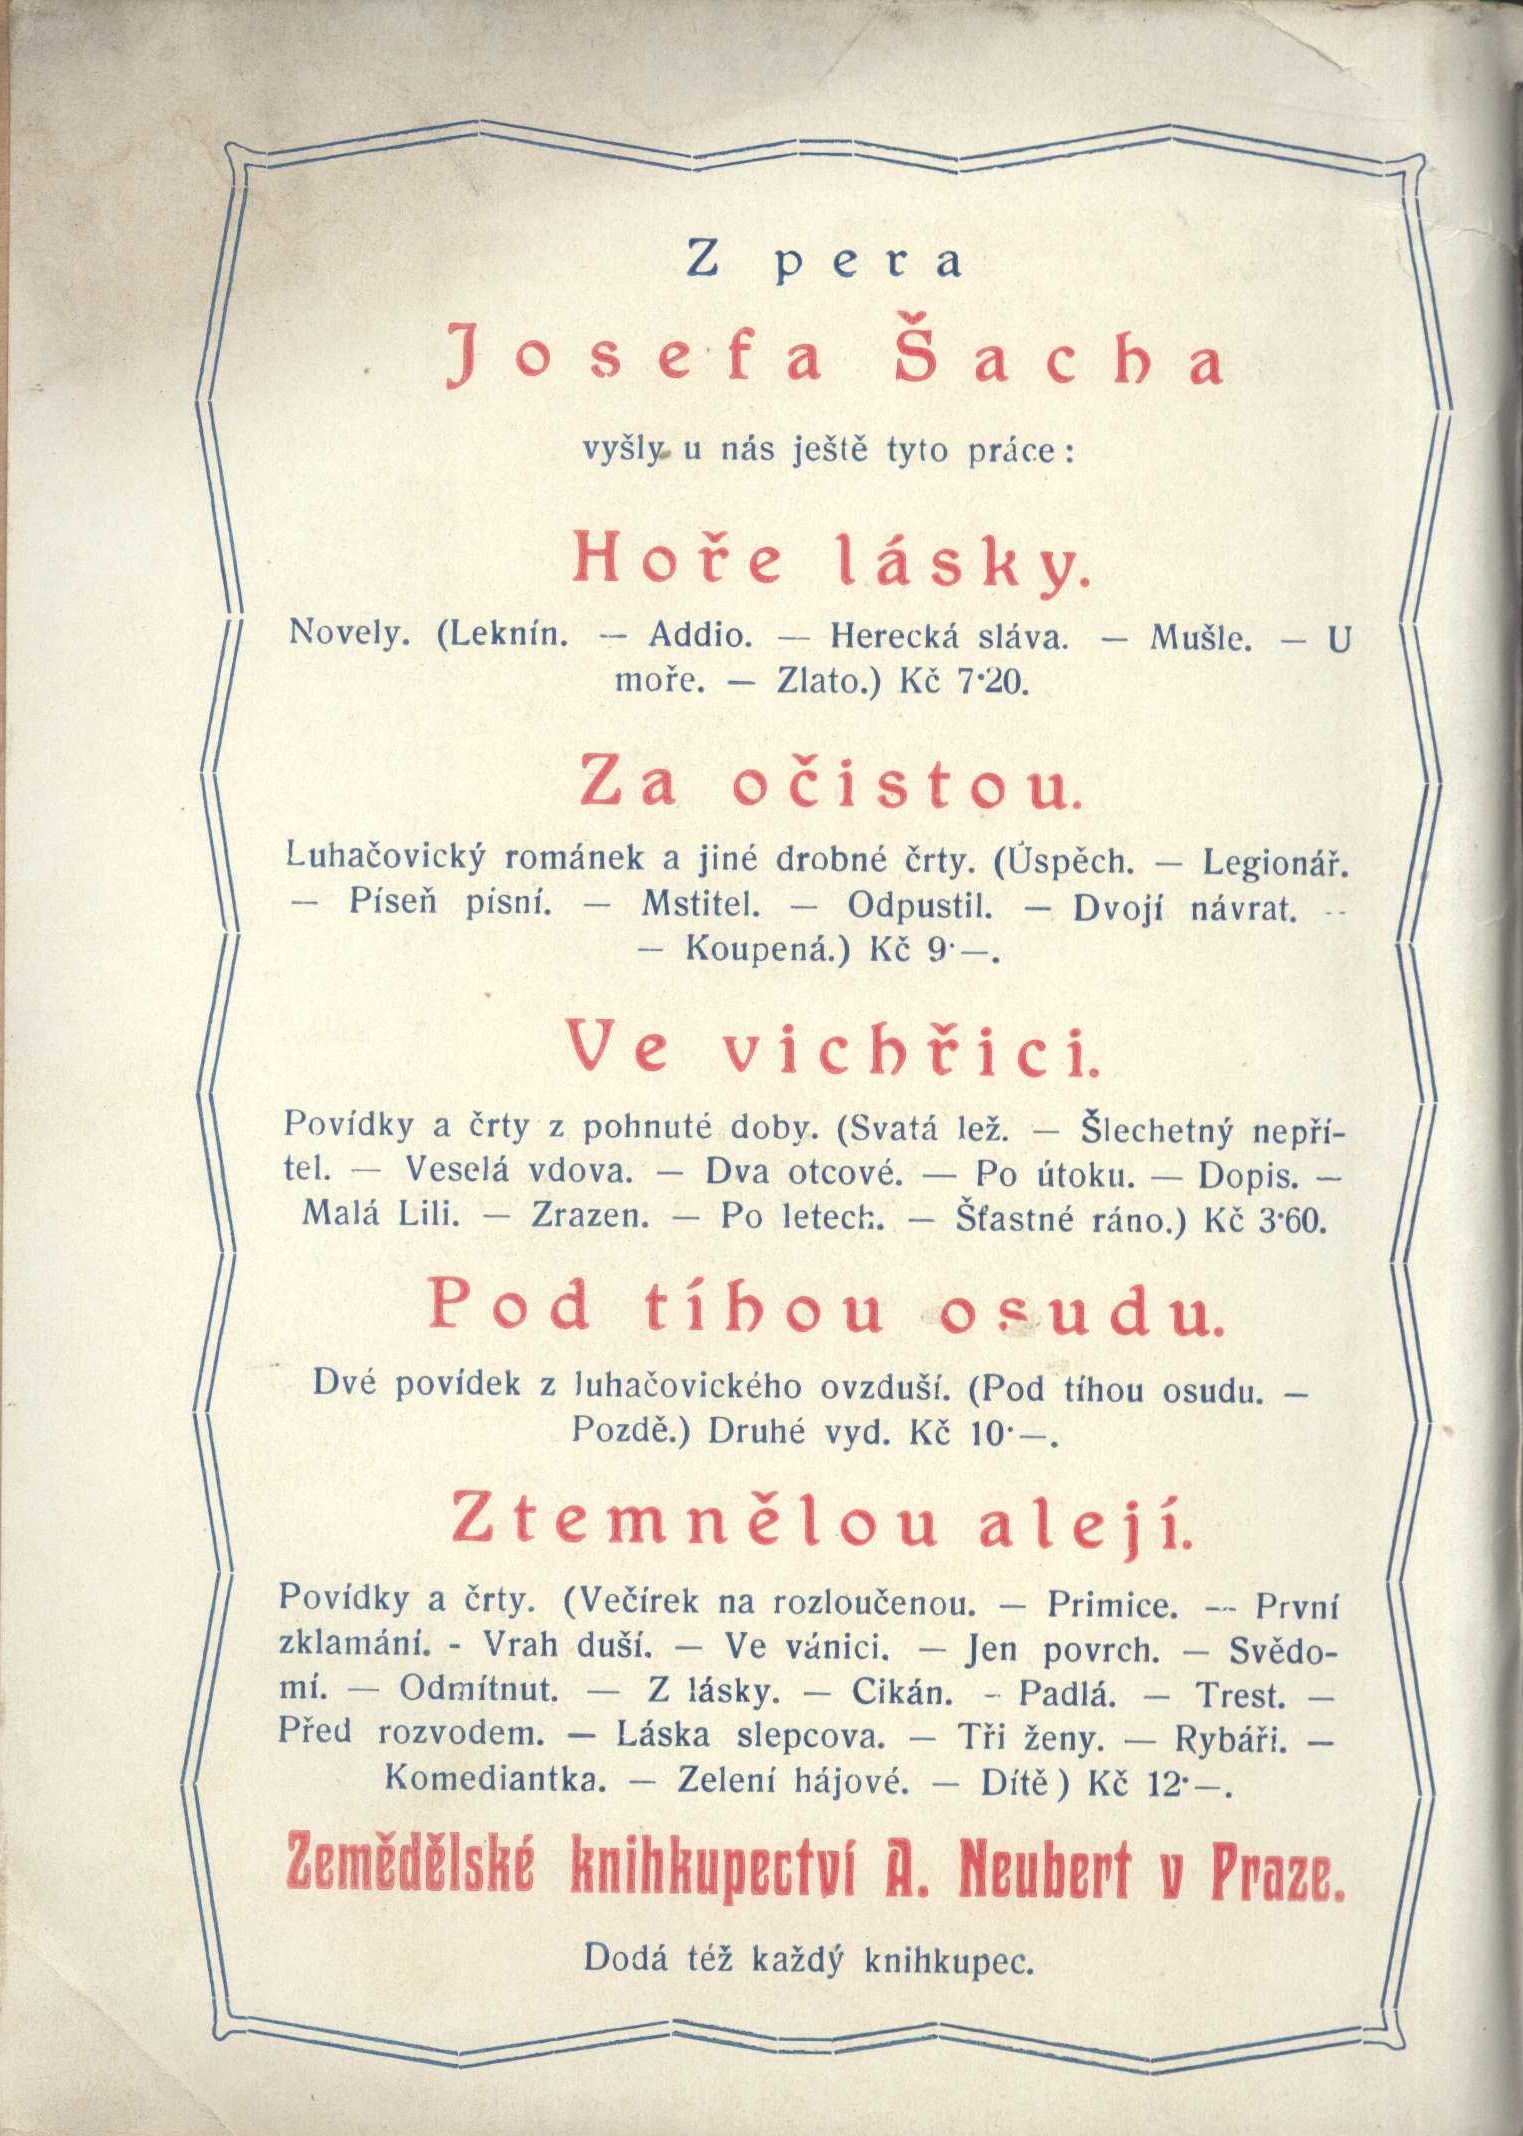 Z pera
Josefa Šacha
vyšly u nás ještě tyto práce:
Hoře lásky.
Novely. (Leknín. — Addio. — Herecká sláva. — Mušle. — U
moře. — Zlato.) Kč 7·20.
Za očistou.
Luhačovický románek a jiné drobné črty. (Úspěch. — Legionář.
— Píseň písní. — Mstitel. — Odpustil. — Dvojí návrat. --
— Koupená.) Kč 9·—.
Ve vichřici.
Povídky a črty z pohnuté doby. (Svatá lež. — Šlechetný nepří-
tel. — Veselá vdova. — Dva otcové. — Po útoku. — Dopis. —
Malá Lili. — Zrazen. — Po letech. — Šťastné ráno.) Kč 3·60.
Pod tíhou osudu.
Dvé povídek z luhačovického ovzduší. (Pod tíhou osudu. —
Pozdě.) Druhé vyd. Kč 10·—.
Ztemnělou alejí.
Povídky a črty. (Večírek na rozloučenou. — Primice. — První
zklamání. - Vrah duší. — Ve vánici. — Jen povrch. — Svědo-
mí. — Odmítnut. — Z lásky. — Cikán. - Padlá. — Trest. —
Před rozvodem. — Láska slepcova. — Tři ženy. — Rybáři. —
Komediantka. — Zelení hájové. — Dítě) Kč 12·—.
Zemědělské knihkupectví A. Neubert v Praze.
Dodá též každý knihkupec.